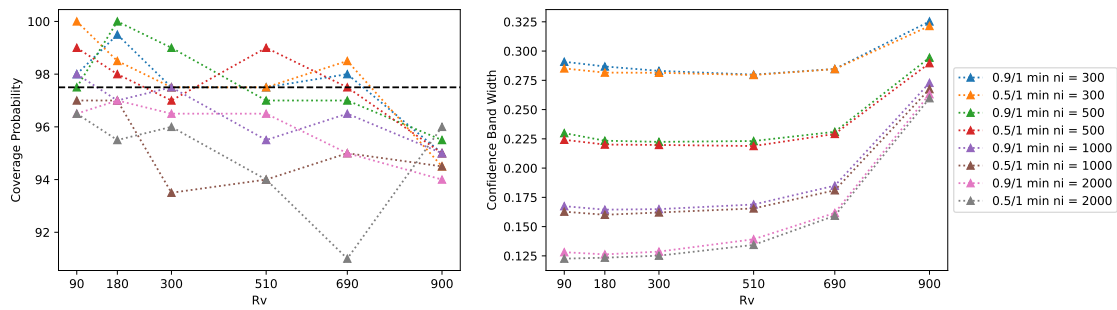 Coverage Probability
100
98
96
94
92
90
180
300
510
690
900
Rv
Confidence Band Width
0.325
0.300
0.275
0.250
0.225
0.200
0.175
0.150
0.125
90
180
300
510
690
900
Rv
0.9/1 min ni = 300
0.5/1 min ni = 300
0.9/1 min ni = 500
0.5/1 min ni = 500
0.9/1 min ni = 1000
0.5/1 min ni = 1000
0.9/1 min ni = 2000
0.5/1 min ni = 2000